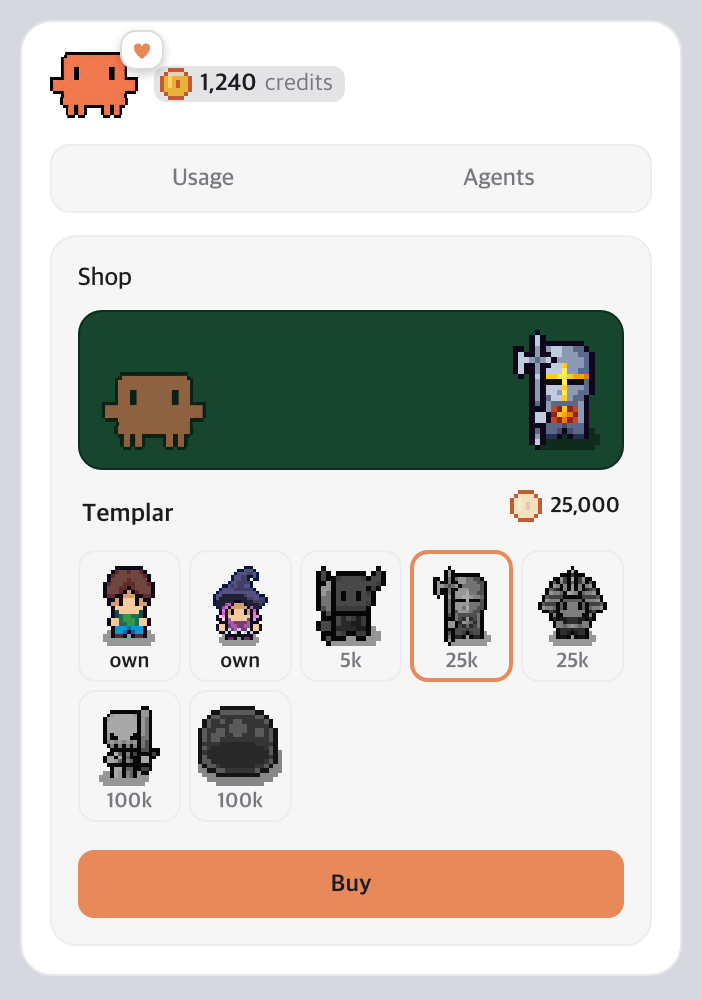 1,240 credits
Usage Agents
Shop
Templar 25,000
own own 5k 25k 25k
100k 100k
Buy